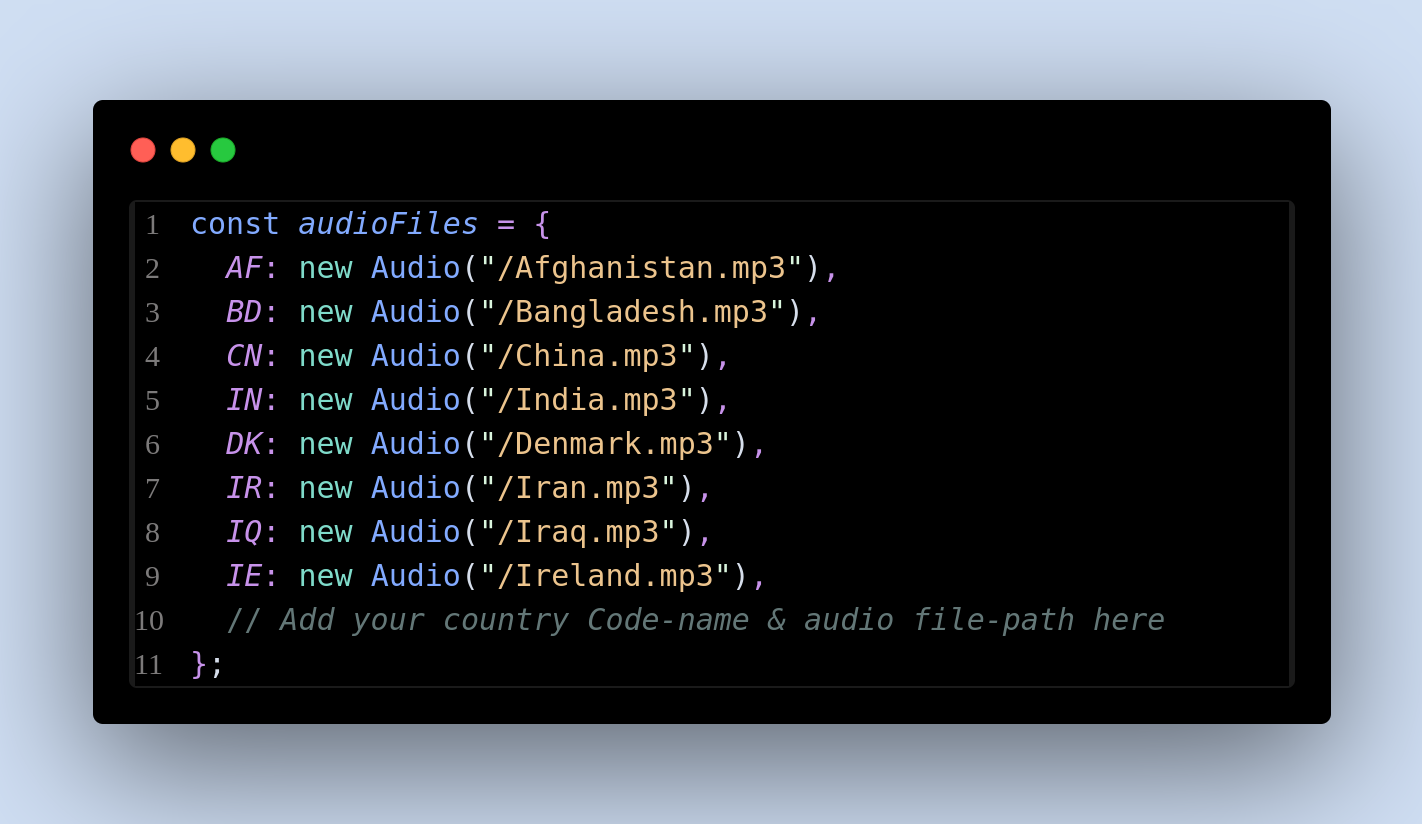 1 const audioFiles = {
2   AF: new Audio("/Afghanistan.mp3"),
3   BD: new Audio("/Bangladesh.mp3"),
4   CN: new Audio("/China.mp3"),
5   IN: new Audio("/India.mp3"),
6   DK: new Audio("/Denmark.mp3"),
7   IR: new Audio("/Iran.mp3"),
8   IQ: new Audio("/Iraq.mp3"),
9   IE: new Audio("/Ireland.mp3"),
10   // Add your country Code-name & audio file-path here
11 };